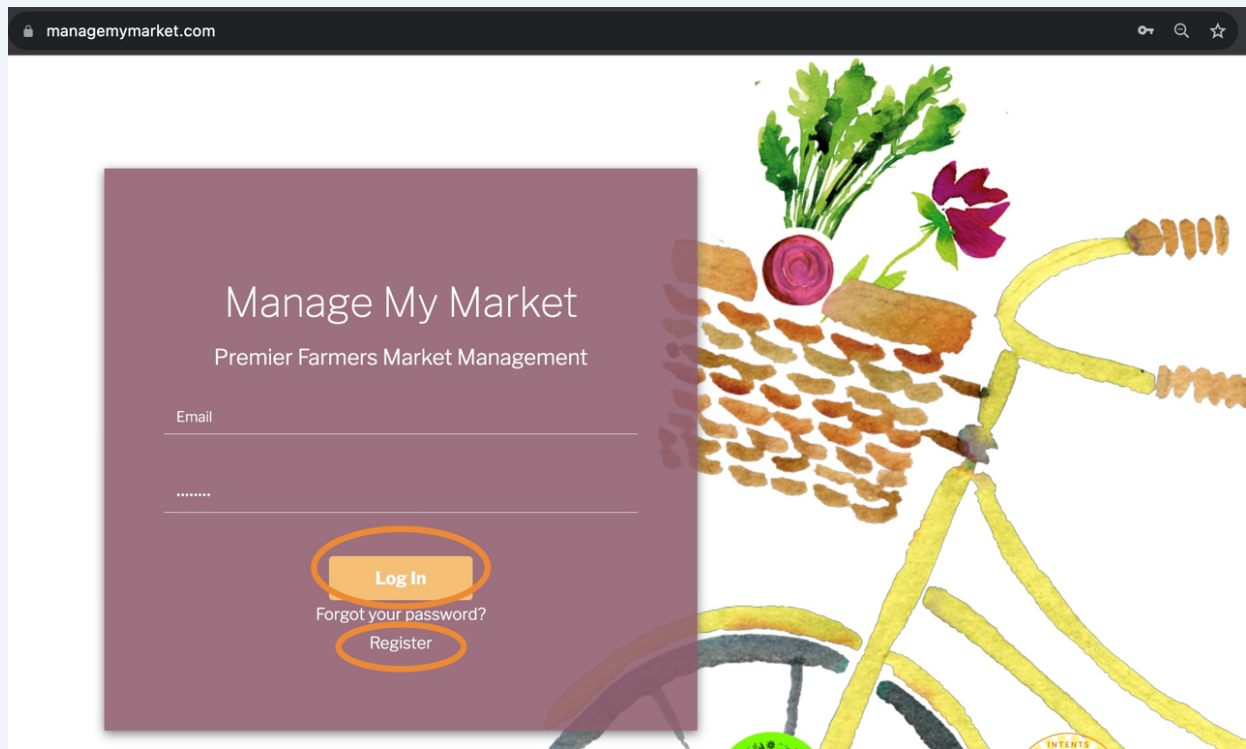 managemymarket.com
Manage My Market
Premier Farmers Market Management
Email
••••••••
Log In
Forgot your password?
Register
INTENTS